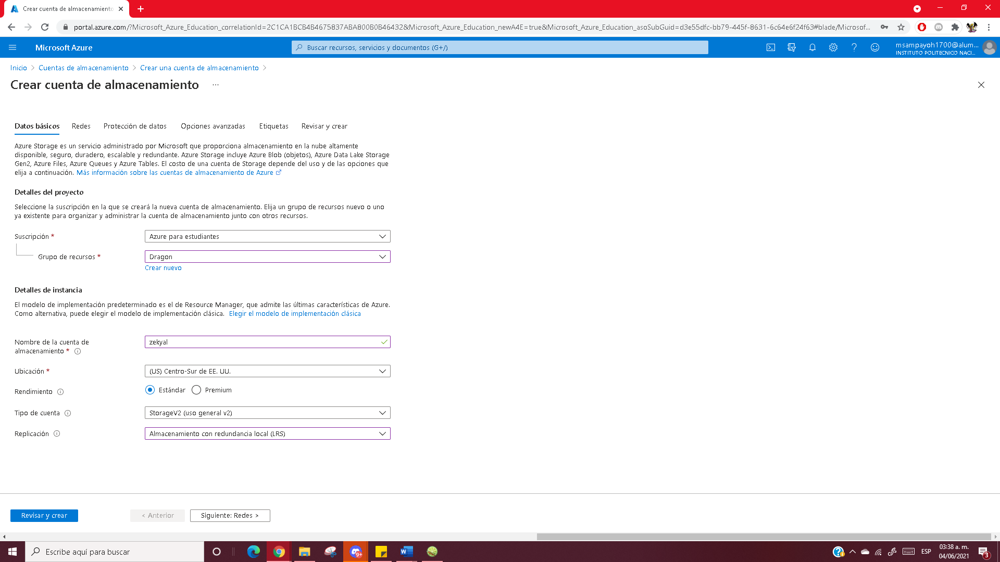 Crear cuenta de almacenamiento
portal.azure.com/?Microsoft_Azure_Education_correlationId=2C1CA1BCB4B4675837ABA800B0B46432&Microsoft_Azure_Education_newA4E=true&Microsoft_Azure_Education_asoSubGuid=d3e55dfc-bb79-445f-8631-6c64e6f24f63#blade/Microsof...
Microsoft Azure
Buscar recursos, servicios y documentos (G+/)
msampayoh1700@alum...
INSTITUTO POLITECNICO NACI...
Inicio > Cuentas de almacenamiento > Crear una cuenta de almacenamiento >
Crear cuenta de almacenamiento ...
Datos básicos Redes Protección de datos Opciones avanzadas Etiquetas Revisar y crear
Azure Storage es un servicio administrado por Microsoft que proporciona almacenamiento en la nube altamente
disponible, seguro, duradero, escalable y redundante. Azure Storage incluye Azure Blob (objetos), Azure Data Lake Storage
Gen2, Azure Files, Azure Queues y Azure Tables. El costo de una cuenta de Storage depende del uso y de las opciones que
elija a continuación. Más información sobre las cuentas de almacenamiento de Azure
Detalles del proyecto
Seleccione la suscripción en la que se creará la nueva cuenta de almacenamiento. Elija un grupo de recursos nuevo o uno
ya existente para organizar y administrar la cuenta de almacenamiento junto con otros recursos.
Suscripción * Azure para estudiantes
Grupo de recursos * Dragon
Crear nuevo
Detalles de instancia
El modelo de implementación predeterminado es el de Resource Manager, que admite las últimas características de Azure.
Como alternativa, puede elegir el modelo de implementación clásica. Elegir el modelo de implementación clásica
Nombre de la cuenta de
almacenamiento * zekyal
Ubicación * (US) Centro-Sur de EE. UU.
Rendimiento Estándar Premium
Tipo de cuenta StorageV2 (uso general v2)
Replicación Almacenamiento con redundancia local (LRS)
Revisar y crear < Anterior Siguiente: Redes >
Escribe aquí para buscar
9+
ESP
03:38 a. m.
04/06/2021
3